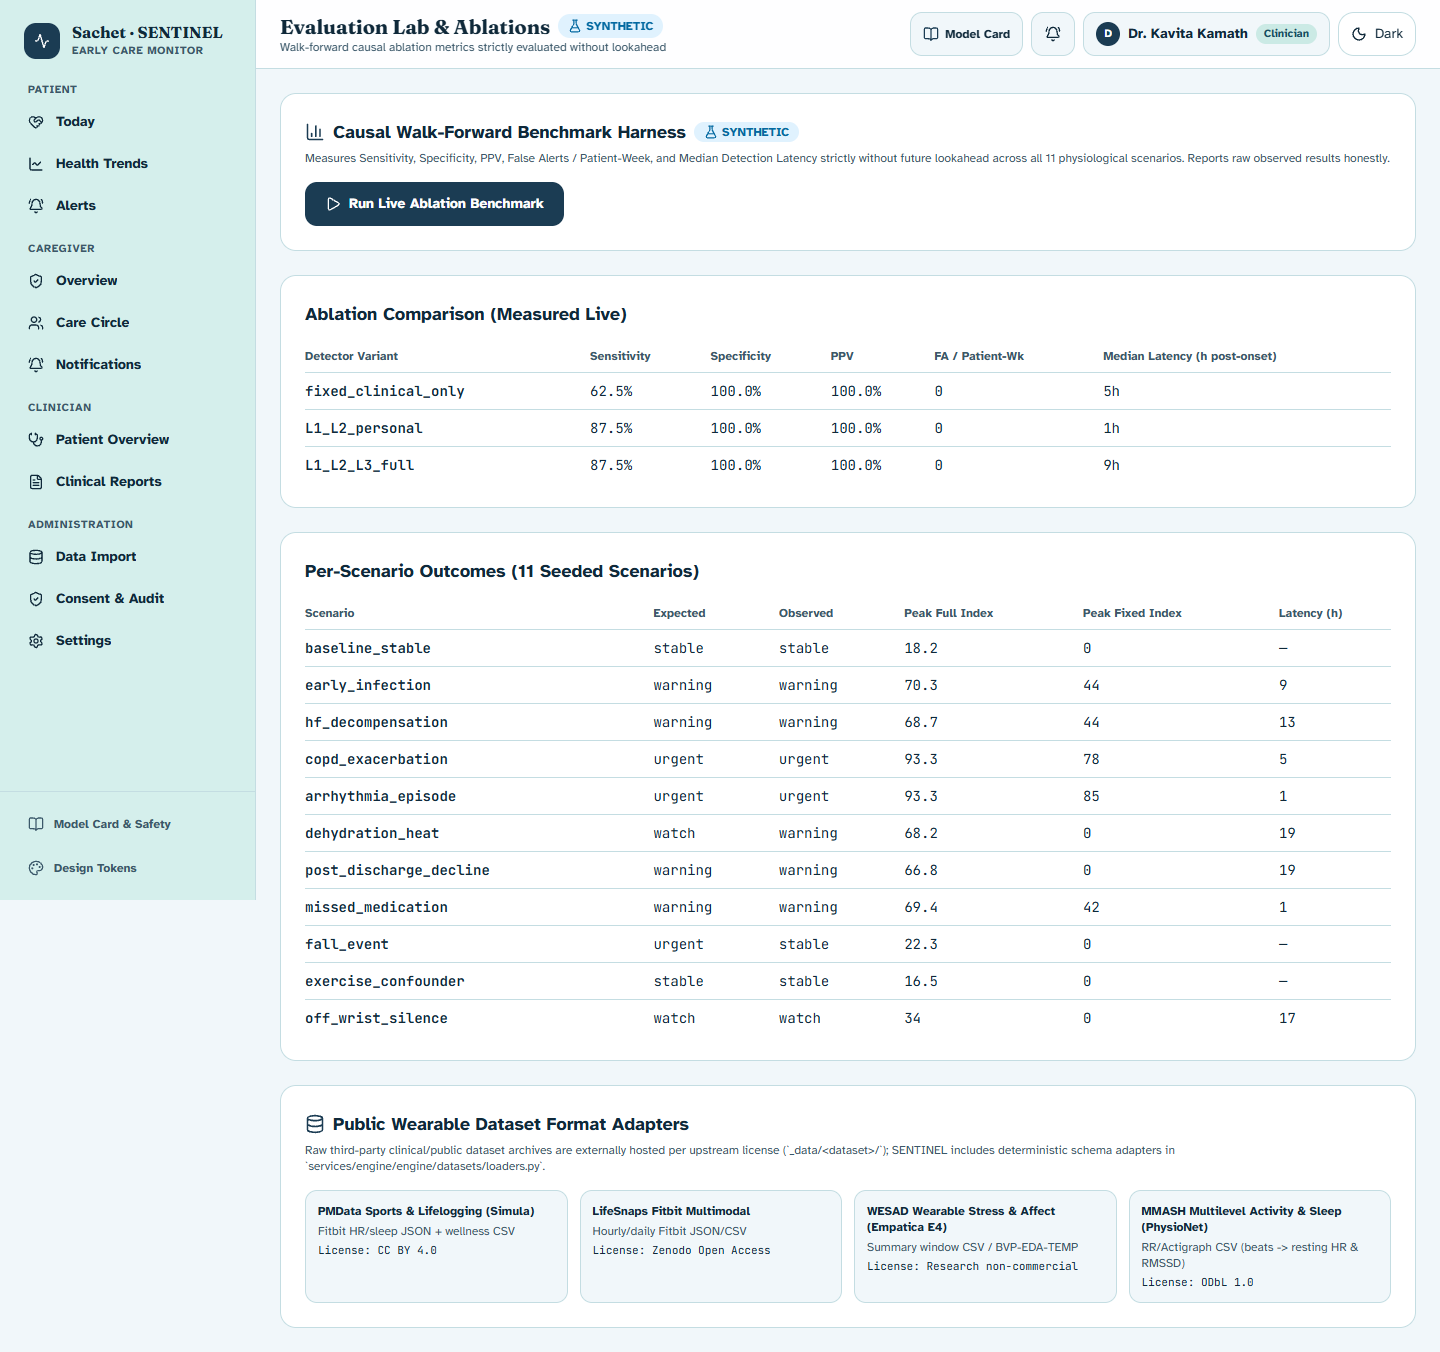 Sachet · SENTINEL
EARLY CARE MONITOR
PATIENT
Today
Health Trends
Alerts
CAREGIVER
Overview
Care Circle
Notifications
CLINICIAN
Patient Overview
Clinical Reports
ADMINISTRATION
Data Import
Consent & Audit
Settings
Model Card & Safety
Design Tokens
Evaluation Lab & Ablations SYNTHETIC
Walk-forward causal ablation metrics strictly evaluated without lookahead
Model Card
D Dr. Kavita Kamath Clinician
Dark
Causal Walk-Forward Benchmark Harness SYNTHETIC
Measures Sensitivity, Specificity, PPV, False Alerts / Patient-Week, and Median Detection Latency strictly without future lookahead across all 11 physiological scenarios. Reports raw observed results honestly.
Run Live Ablation Benchmark
Ablation Comparison (Measured Live)
Detector Variant Sensitivity Specificity PPV FA / Patient-Wk Median Latency (h post-onset)
fixed_clinical_only 62.5% 100.0% 100.0% 0 5h
L1_L2_personal 87.5% 100.0% 100.0% 0 1h
L1_L2_L3_full 87.5% 100.0% 100.0% 0 9h
Per-Scenario Outcomes (11 Seeded Scenarios)
Scenario Expected Observed Peak Full Index Peak Fixed Index Latency (h)
baseline_stable stable stable 18.2 0 —
early_infection warning warning 70.3 44 9
hf_decompensation warning warning 68.7 44 13
copd_exacerbation urgent urgent 93.3 78 5
arrhythmia_episode urgent urgent 93.3 85 1
dehydration_heat watch warning 68.2 0 19
post_discharge_decline warning warning 66.8 0 19
missed_medication warning warning 69.4 42 1
fall_event urgent stable 22.3 0 —
exercise_confounder stable stable 16.5 0 —
off_wrist_silence watch watch 34 0 17
Public Wearable Dataset Format Adapters
Raw third-party clinical/public dataset archives are externally hosted per upstream license (`_data/<dataset>/`); SENTINEL includes deterministic schema adapters in
`services/engine/engine/datasets/loaders.py`.
PMData Sports & Lifelogging (Simula)
Fitbit HR/sleep JSON + wellness CSV
License: CC BY 4.0
LifeSnaps Fitbit Multimodal
Hourly/daily Fitbit JSON/CSV
License: Zenodo Open Access
WESAD Wearable Stress & Affect
(Empatica E4)
Summary window CSV / BVP-EDA-TEMP
License: Research non-commercial
MMASH Multilevel Activity & Sleep
(PhysioNet)
RR/Actigraph CSV (beats -> resting HR &
RMSSD)
License: ODbL 1.0